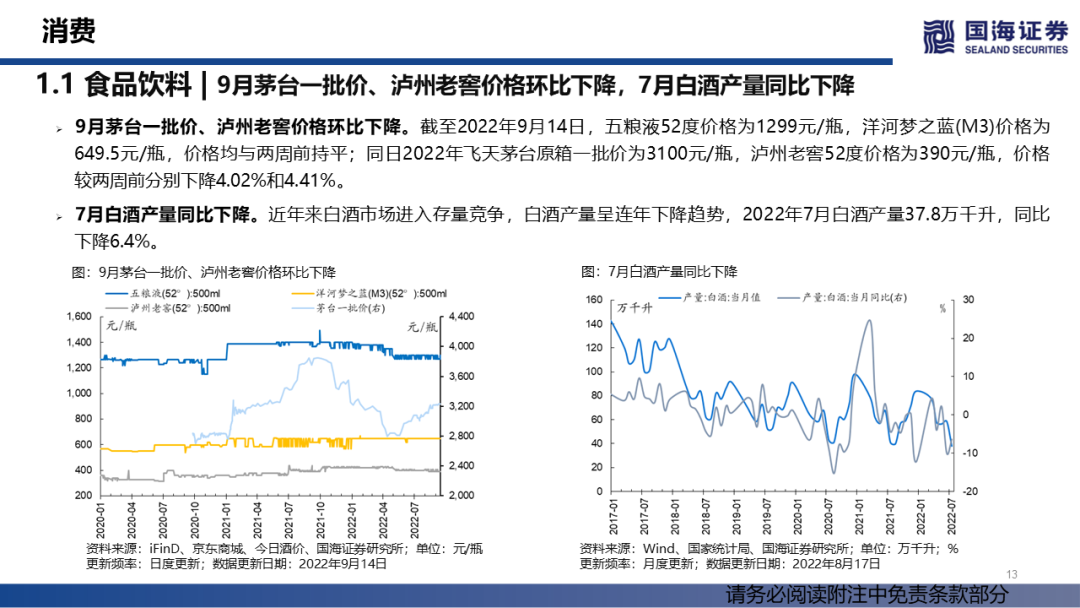 消费
国海证券
SEALAND SECURITIES
1.1 食品饮料 | 9月茅台一批价、泸州老窖价格环比下降，7月白酒产量同比下降
9月茅台一批价、泸州老窖价格环比下降。截至2022年9月14日，五粮液52度价格为1299元/瓶，洋河梦之蓝(M3)价格为
649.5元/瓶，价格均与两周前持平；同日2022年飞天茅台原箱一批价为3100元/瓶，泸州老窖52度价格为390元/瓶，价格
较两周前分别下降4.02%和4.41%。
7月白酒产量同比下降。近年来白酒市场进入存量竞争，白酒产量呈连年下降趋势，2022年7月白酒产量37.8万千升，同比
下降6.4%。
图：9月茅台一批价、泸州老窖价格环比下降
五粮液(52°):500ml
洋河梦之蓝(M3)(52°):500ml
泸州老窖(52°):500ml
茅台一批价(右)
元/瓶
元/瓶
1,600
1,400
1,200
1,000
800
600
400
200
4,400
4,000
3,600
3,200
2,800
2,400
2,000
2020-01
2020-04
2020-07
2020-10
2021-01
2021-04
2021-07
2021-10
2022-01
2022-04
2022-07
资料来源：iFinD、京东商城、今日酒价、国海证券研究所；单位：元/瓶
更新频率：日度更新；数据更新日期：2022年9月14日
图：7月白酒产量同比下降
产量:白酒:当月值
产量:白酒:当月同比(右)
万千升
%
160
140
120
100
80
60
40
20
0
30
20
10
0
-10
-20
2017-01
2017-07
2018-01
2018-07
2019-01
2019-07
2020-01
2020-07
2021-01
2021-07
2022-01
2022-07
资料来源：Wind、国家统计局、国海证券研究所；单位：万千升；%
更新频率：月度更新；数据更新日期：2022年8月17日
13
请务必阅读附注中免责条款部分